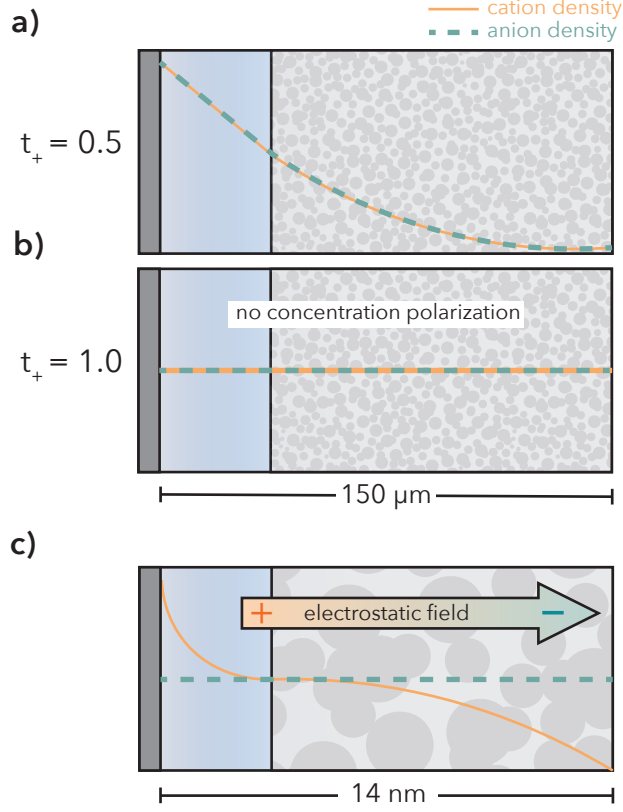 cation density
anion density
a)
t+ = 0.5
b)
no concentration polarization
t+ = 1.0
150 µm
c)
+ electrostatic field −
14 nm